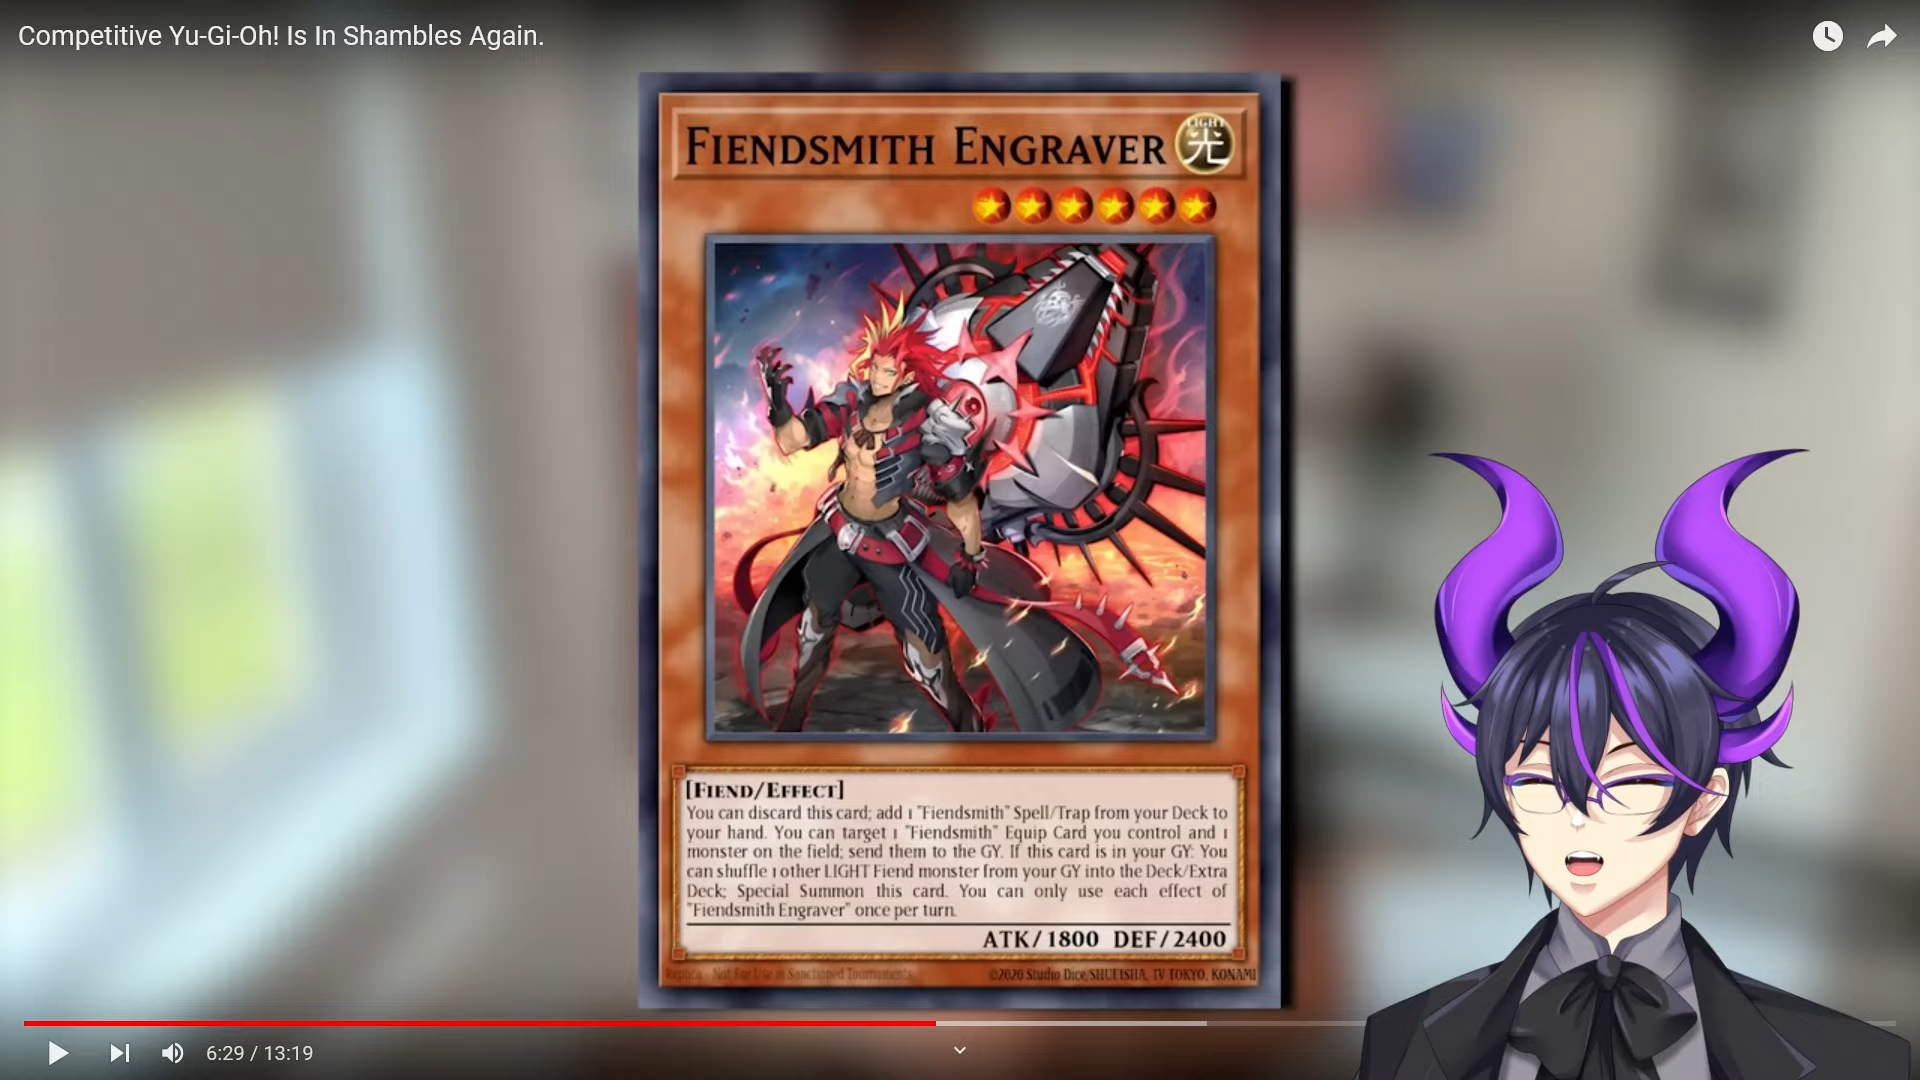 Competitive Yu-Gi-Oh! Is In Shambles Again.
FIENDSMITH ENGRAVER
LIGHT
光
[FIEND/EFFECT]
You can discard this card; add 1 "Fiendsmith" Spell/Trap from your Deck to
your hand. You can target 1 "Fiendsmith" Equip Card you control and 1
monster on the field; send them to the GY. If this card is in your GY: You
can shuffle 1 other LIGHT Fiend monster from your GY into the Deck/Extra
Deck; Special Summon this card. You can only use each effect of
"Fiendsmith Engraver" once per turn.
ATK/1800 DEF/2400
Replica - Not For Use in Sanctioned Tournaments.
©2020 Studio Dice/SHUEISHA, TV TOKYO, KONAMI
6:29 / 13:19